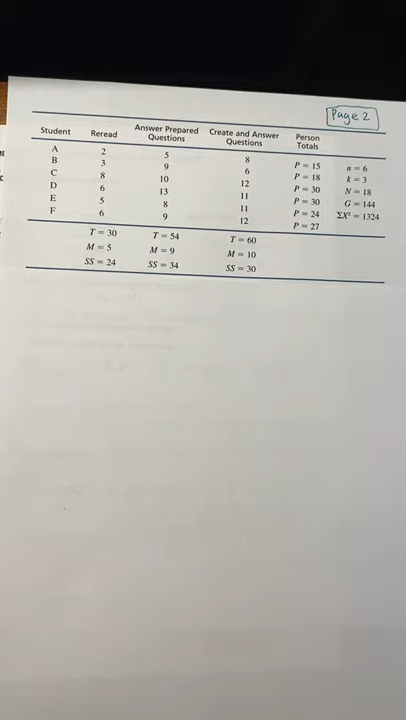 Page 2
Student Reread Answer Prepared Questions Create and Answer Questions Person Totals
A 2 5 8 P = 15 n = 6
B 3 9 6 P = 18 k = 3
C 8 10 12 P = 30 N = 18
D 6 13 11 P = 30 G = 144
E 5 8 11 P = 24 ΣX² = 1324
F 6 9 12 P = 27
T = 30 T = 54 T = 60
M = 5 M = 9 M = 10
SS = 24 SS = 34 SS = 30